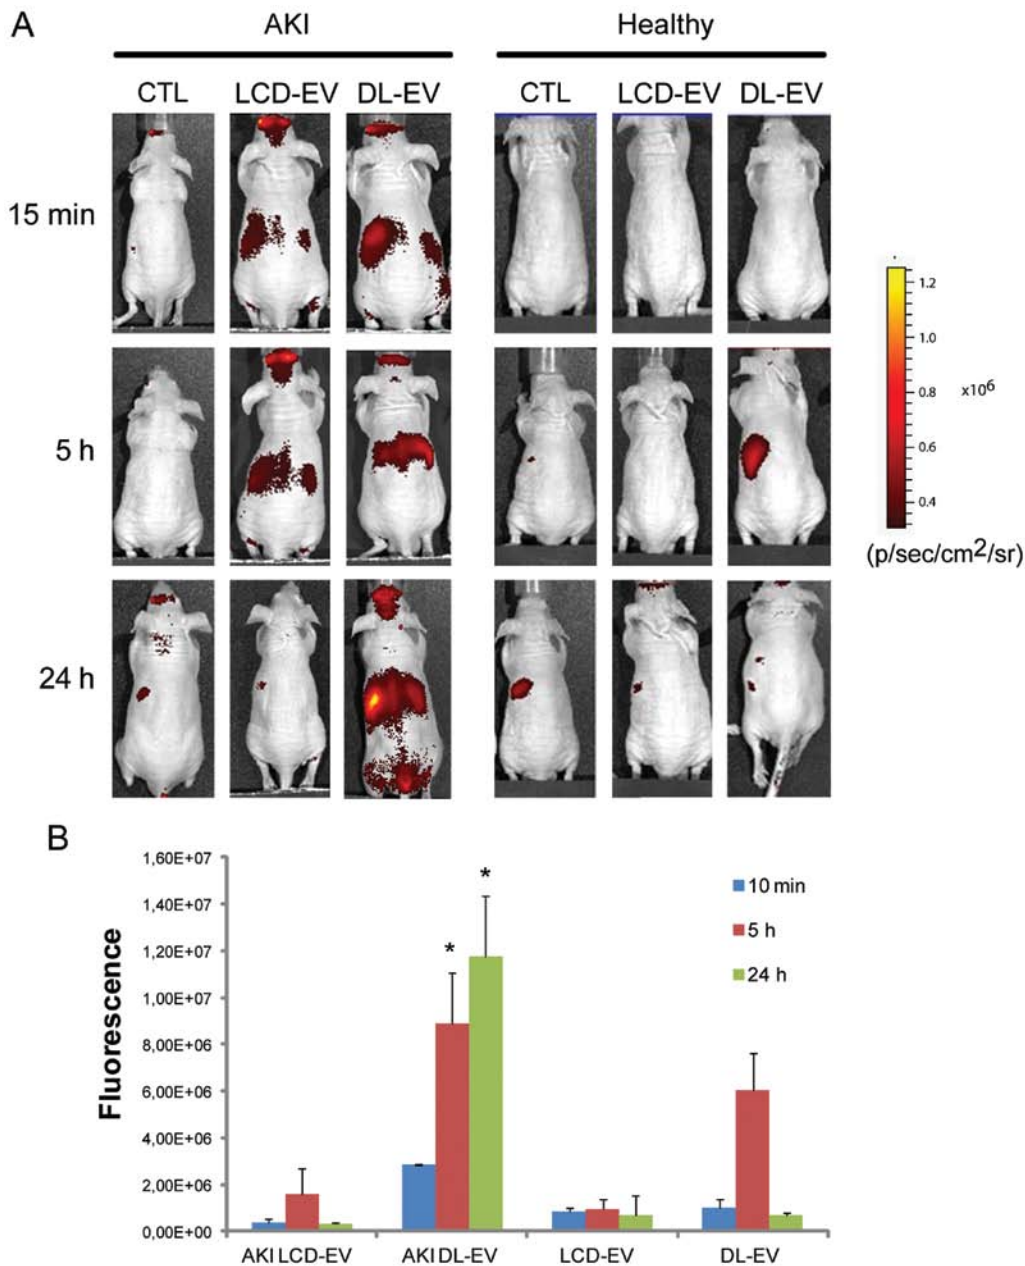 A
AKI Healthy
CTL LCD-EV DL-EV CTL LCD-EV DL-EV
15 min
5 h
24 h
1.2
1.0
0.8
x10⁶
0.6
0.4
(p/sec/cm²/sr)
B
Fluorescence
1,60E+07
1,40E+07
1,20E+07
1,00E+07
8,00E+06
6,00E+06
4,00E+06
2,00E+06
0,00E+00
*
*
10 min
5 h
24 h
AKI LCD-EV AKI DL-EV LCD-EV DL-EV